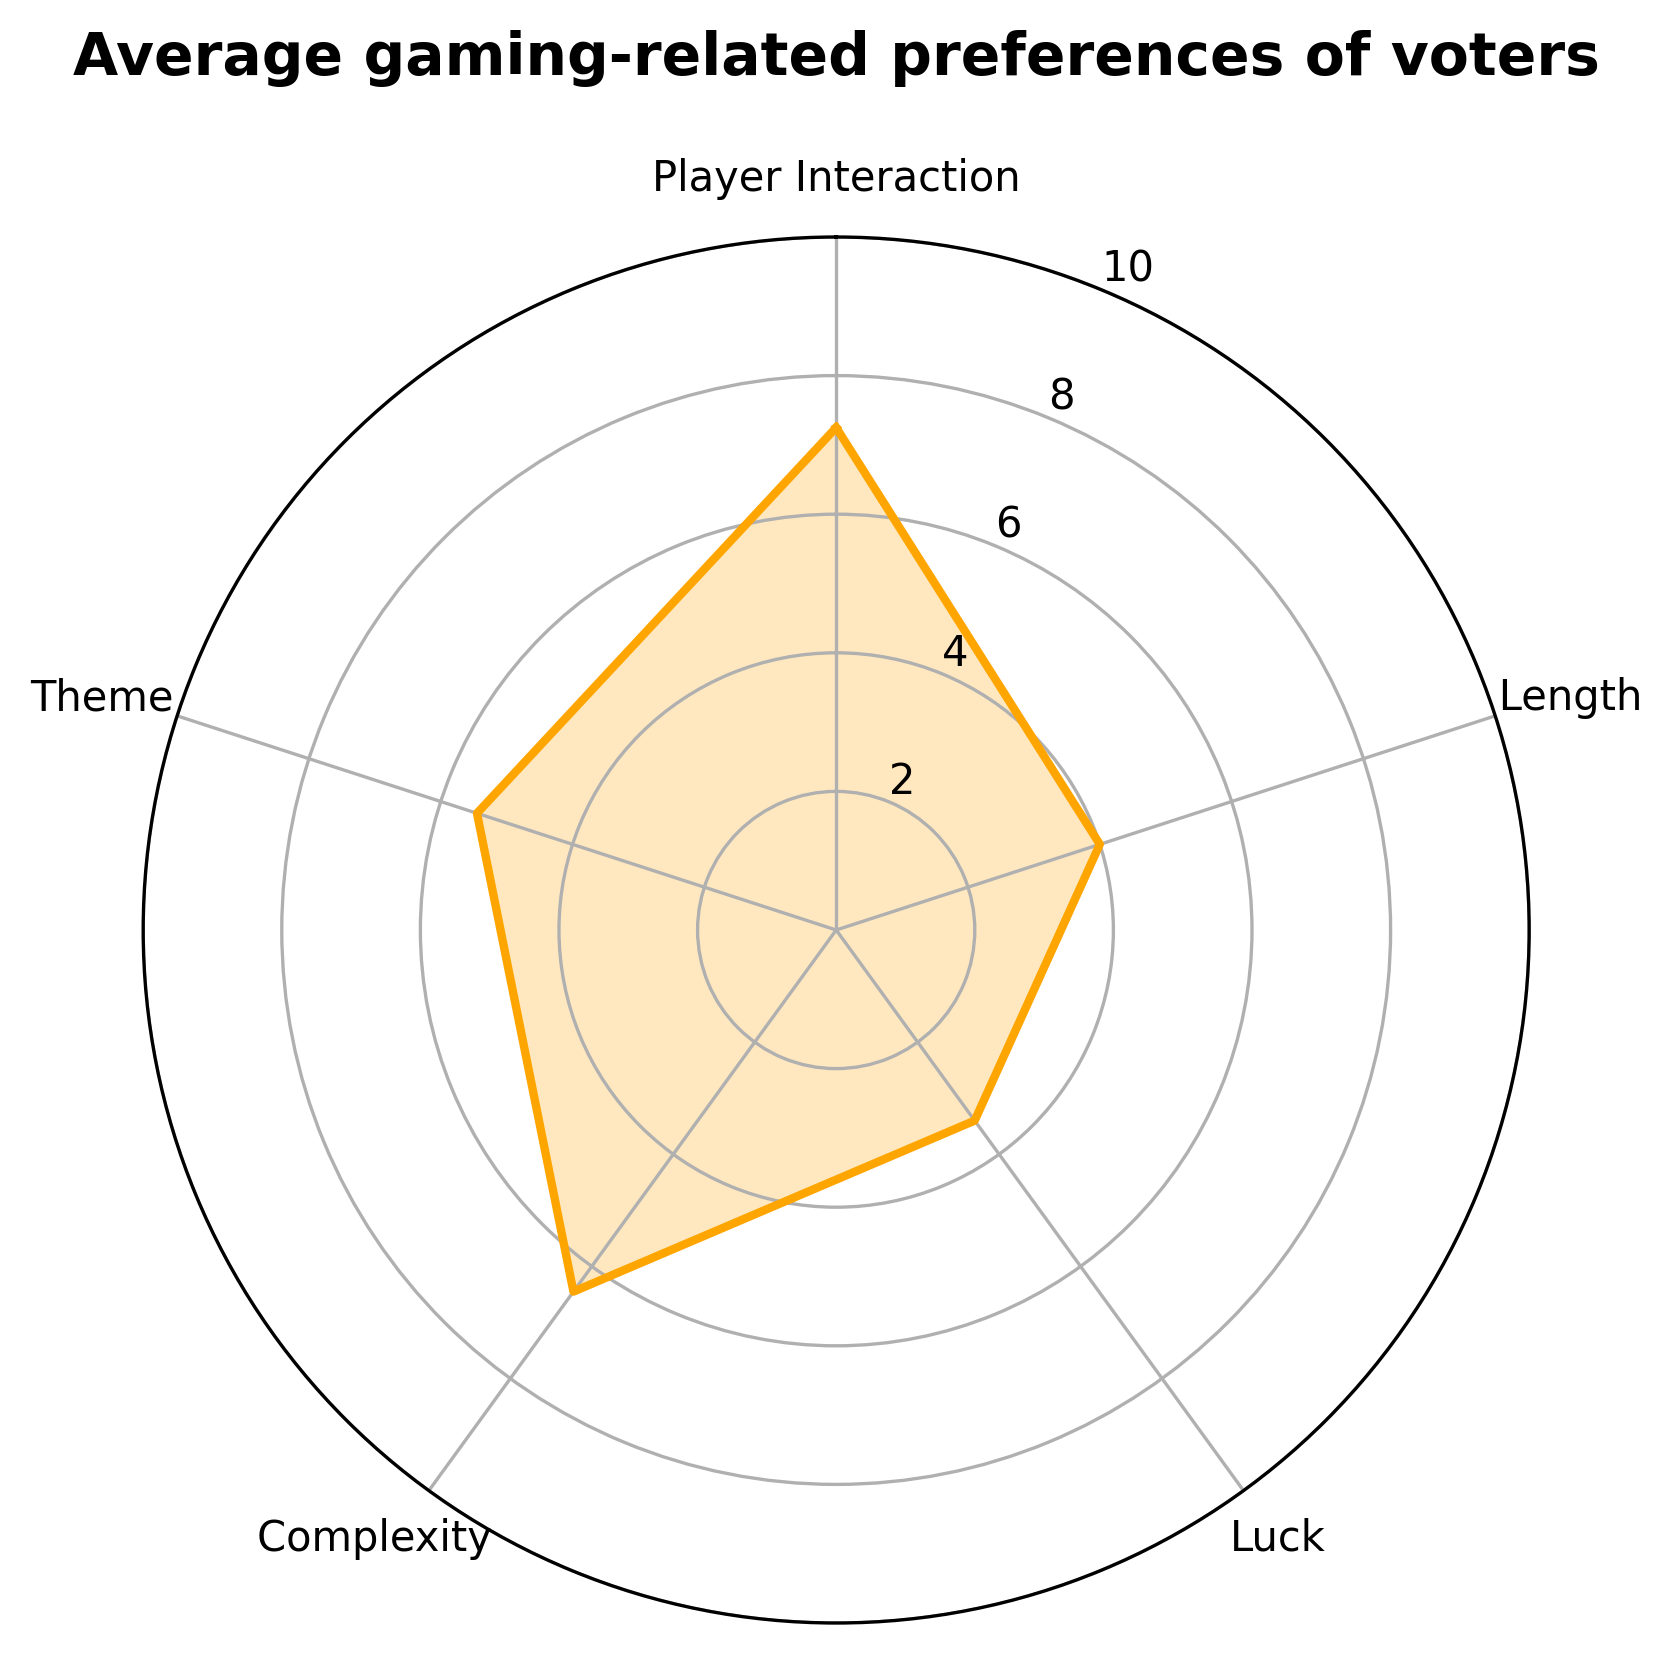 Average gaming-related preferences of voters
Player Interaction
10
8
6
4
2
Theme
Length
Complexity
Luck